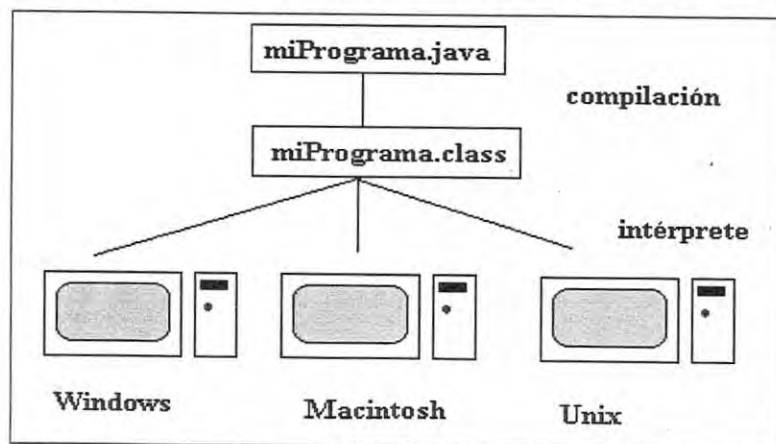 miPrograma.java
compilación
miPrograma.class
intérprete
Windows
Macintosh
Unix